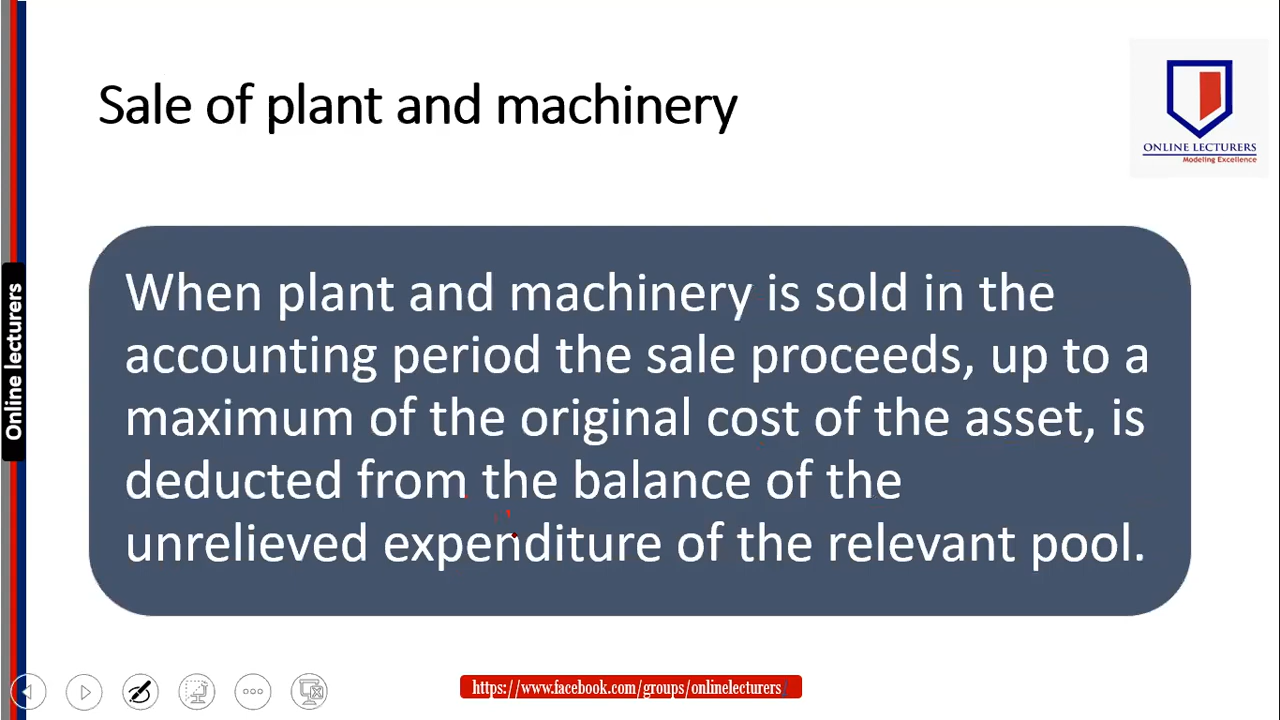 Sale of plant and machinery
ONLINE LECTURERS
Modeling Excellence
When plant and machinery is sold in the
accounting period the sale proceeds, up to a
maximum of the original cost of the asset, is
deducted from the balance of the
unrelieved expenditure of the relevant pool.
Online lecturers
https://www.facebook.com/groups/onlinelecturers/